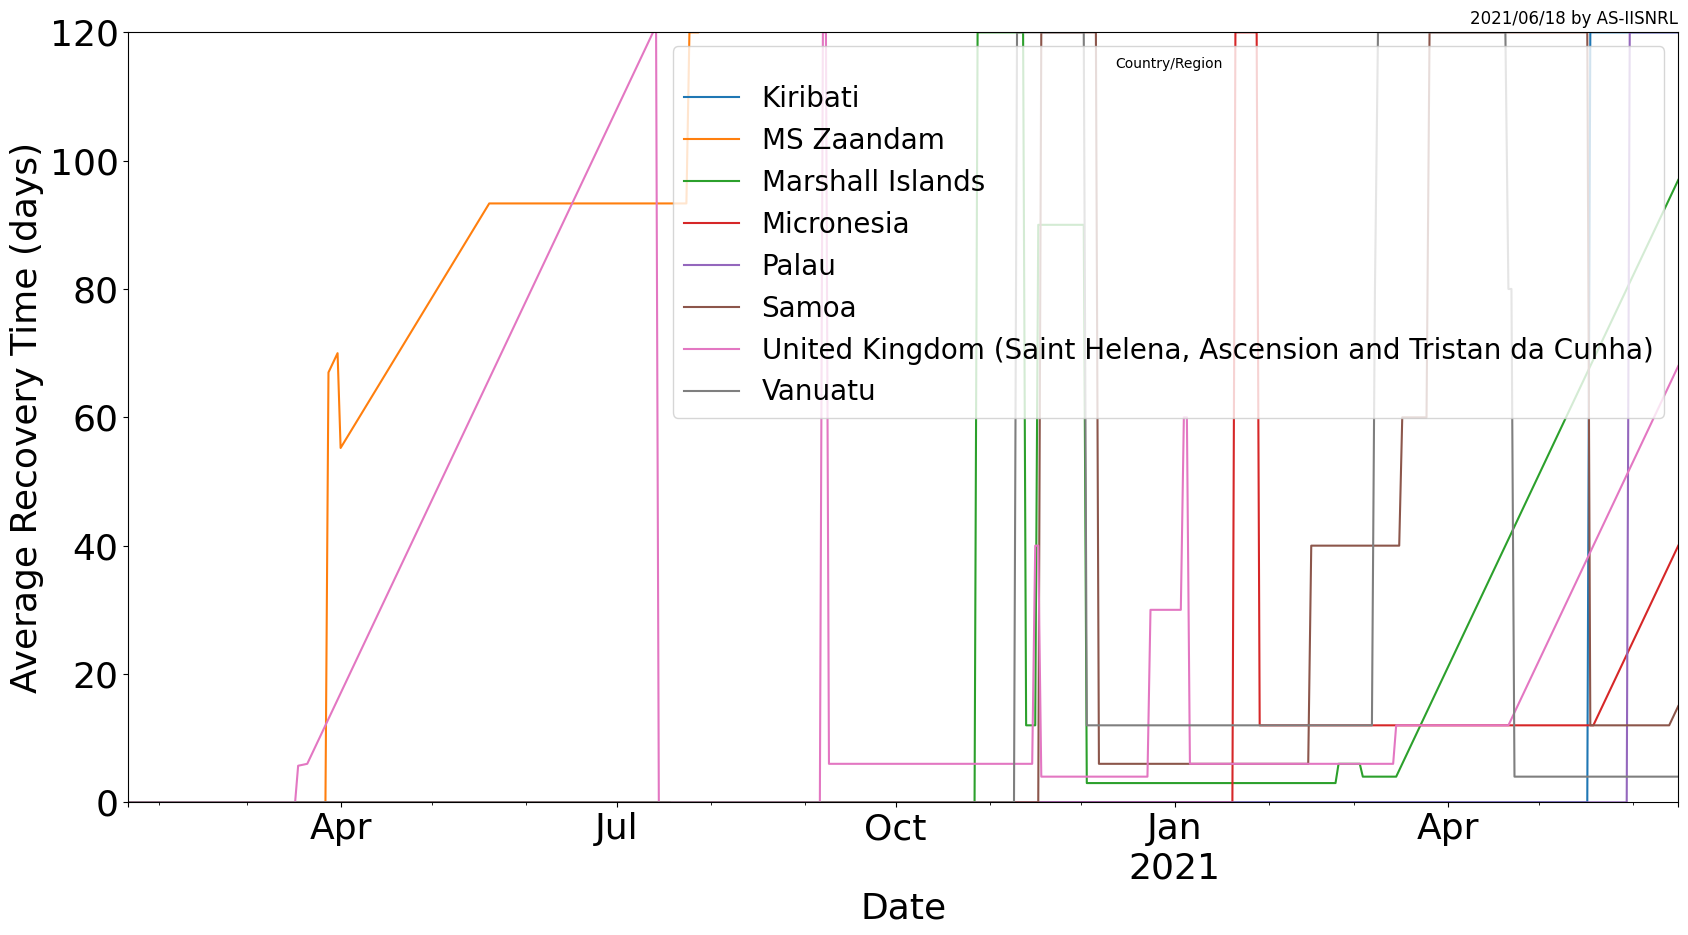 2021/06/18 by AS-IISNRL
Average Recovery Time (days)
120
100
80
60
40
20
0
Country/Region
Kiribati
MS Zaandam
Marshall Islands
Micronesia
Palau
Samoa
United Kingdom (Saint Helena, Ascension and Tristan da Cunha)
Vanuatu
Apr
Jul
Oct
Jan
2021
Apr
Date